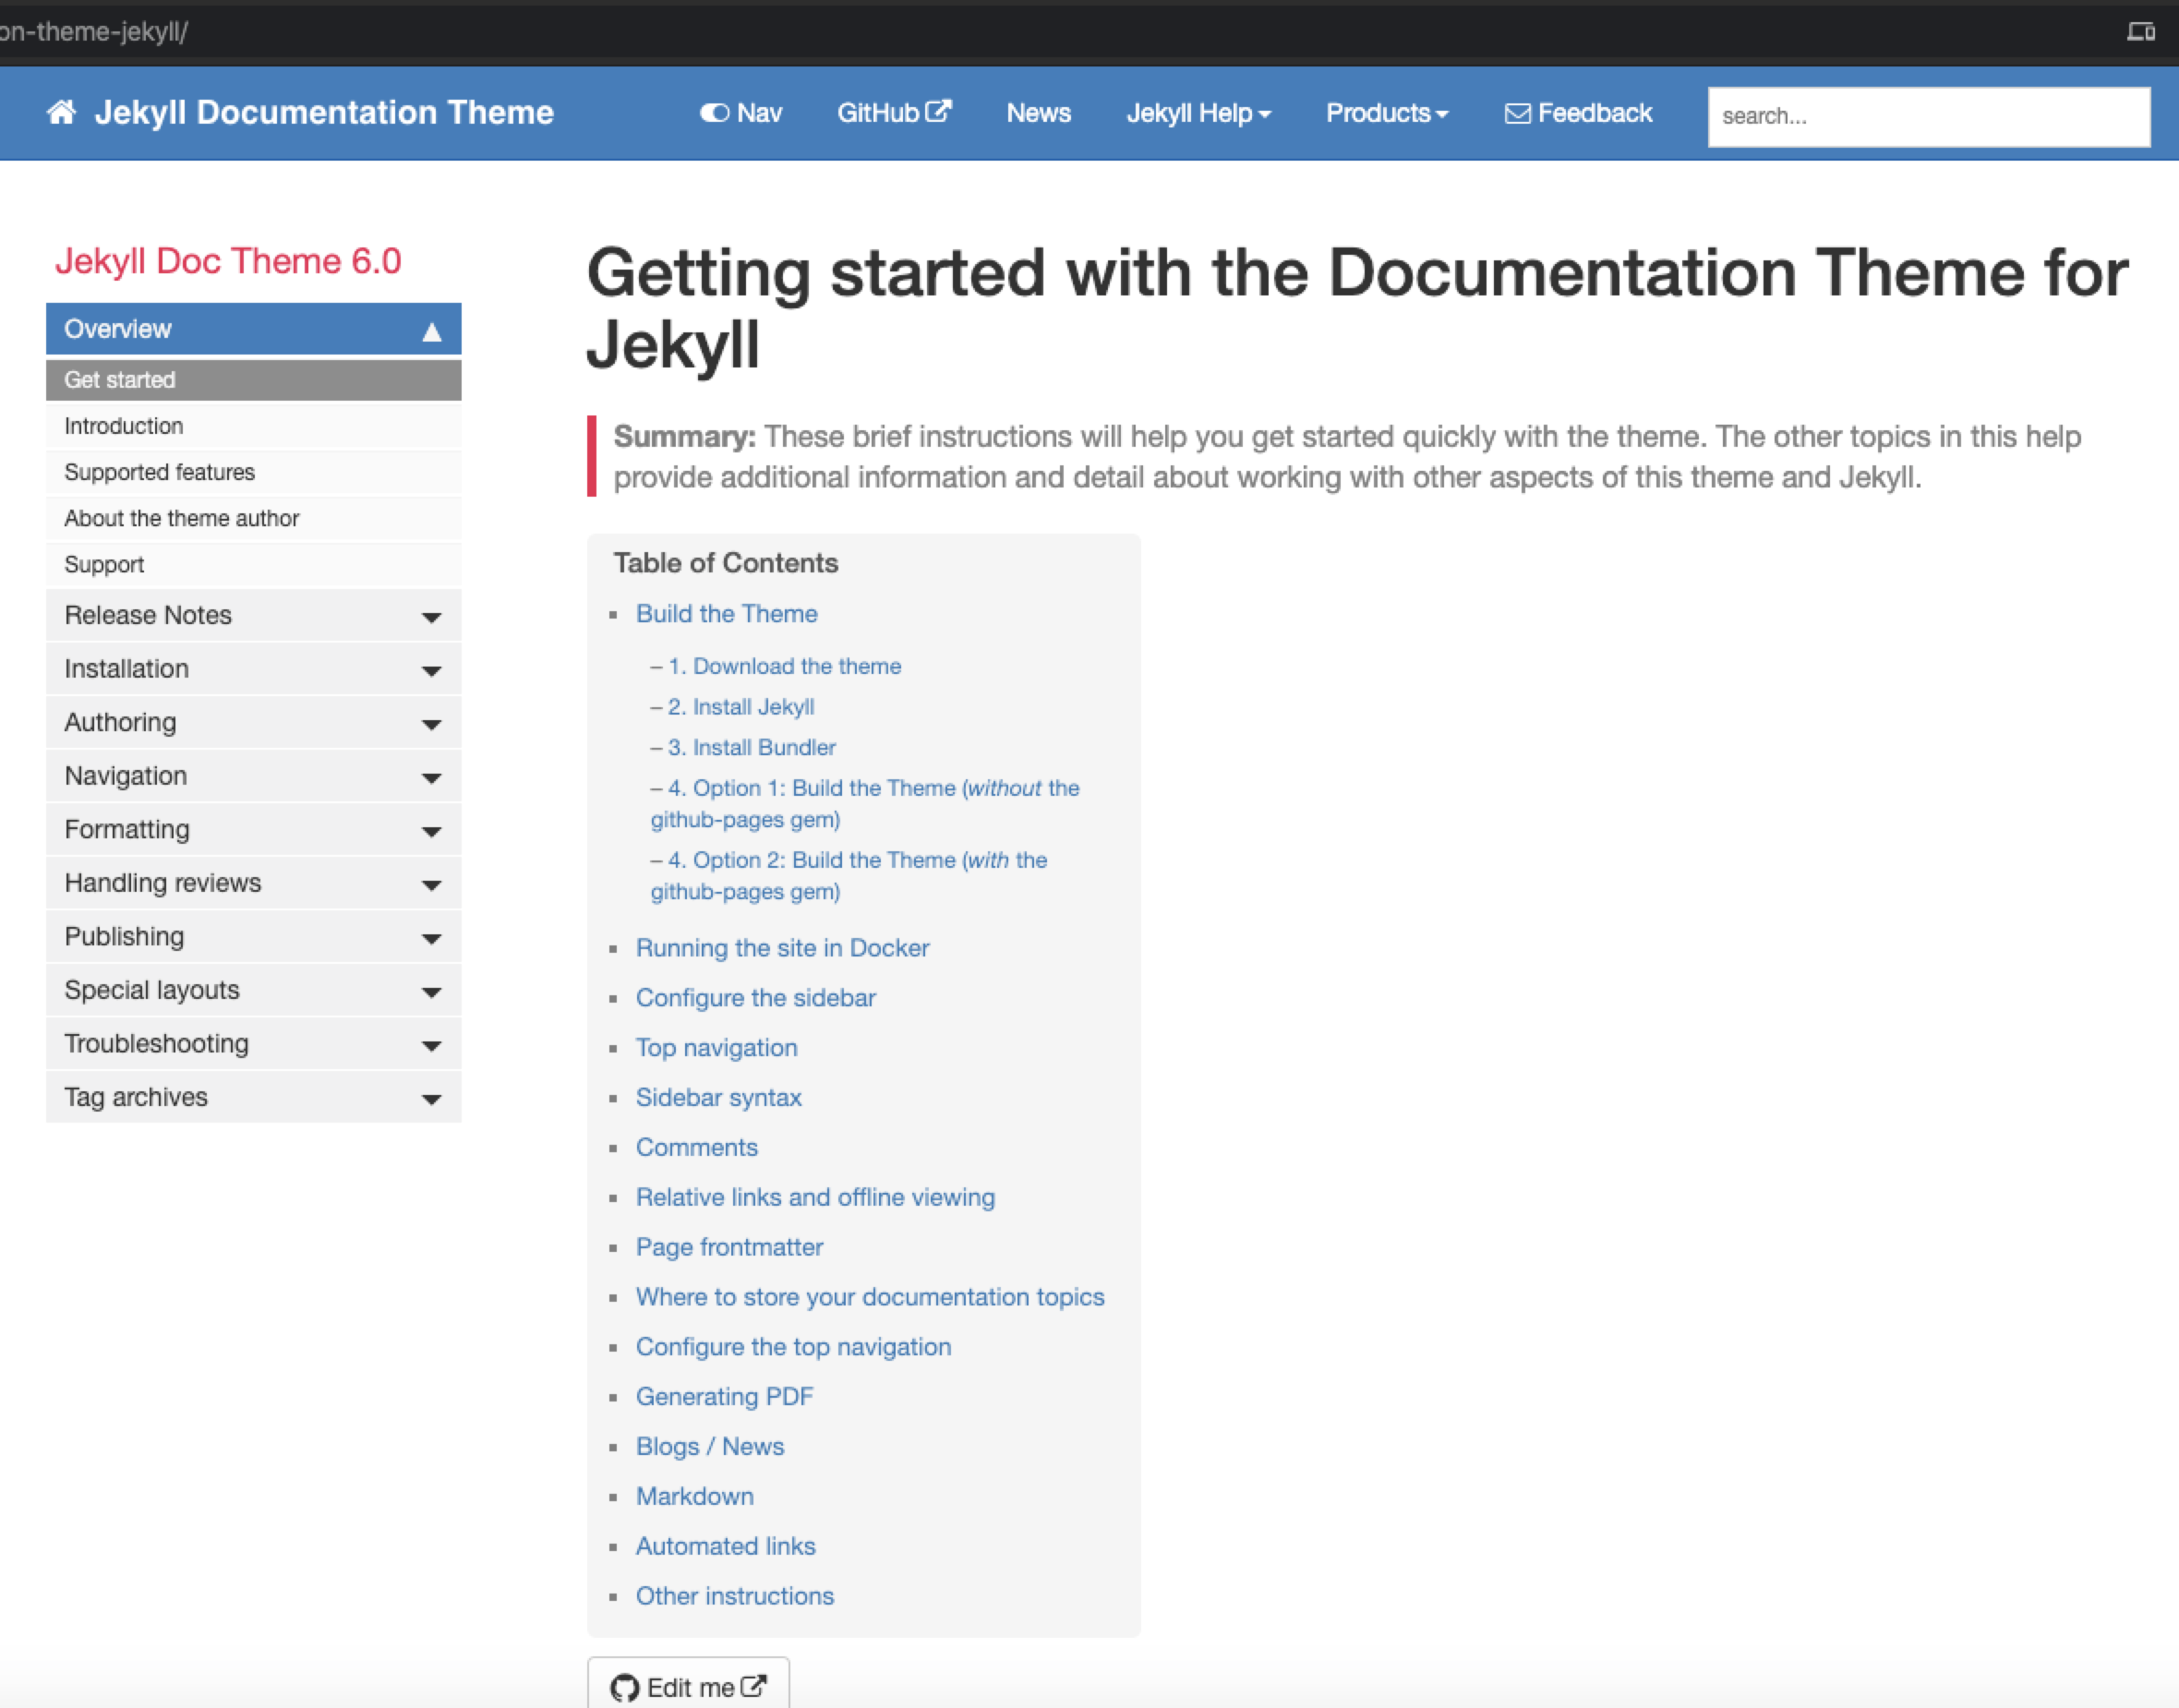 on-theme-jekyll/
Jekyll Documentation Theme
Nav
GitHub
News
Jekyll Help
Products
Feedback
search...
Jekyll Doc Theme 6.0
Overview
Get started
Introduction
Supported features
About the theme author
Support
Release Notes
Installation
Authoring
Navigation
Formatting
Handling reviews
Publishing
Special layouts
Troubleshooting
Tag archives
Getting started with the Documentation Theme for
Jekyll
Summary: These brief instructions will help you get started quickly with the theme. The other topics in this help
provide additional information and detail about working with other aspects of this theme and Jekyll.
Table of Contents
Build the Theme
– 1. Download the theme
– 2. Install Jekyll
– 3. Install Bundler
– 4. Option 1: Build the Theme (without the
github-pages gem)
– 4. Option 2: Build the Theme (with the
github-pages gem)
Running the site in Docker
Configure the sidebar
Top navigation
Sidebar syntax
Comments
Relative links and offline viewing
Page frontmatter
Where to store your documentation topics
Configure the top navigation
Generating PDF
Blogs / News
Markdown
Automated links
Other instructions
Edit me